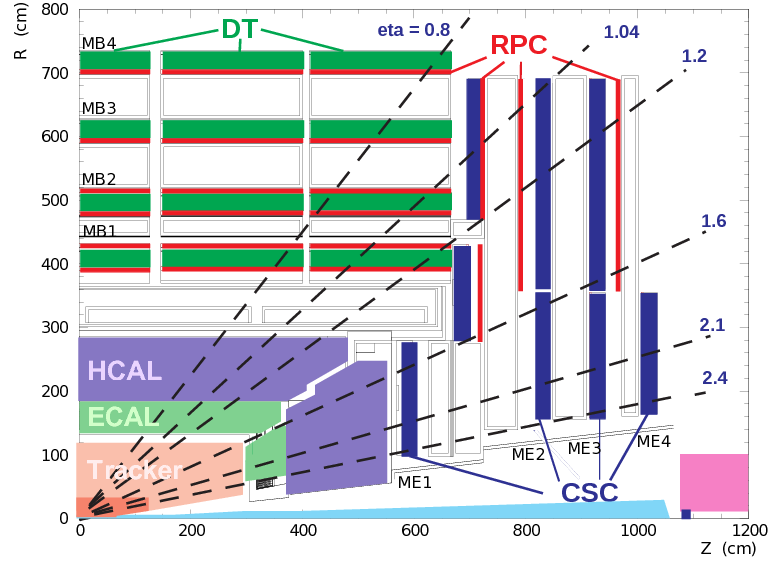 800
R (cm)
DT
eta = 0.8
1.04
MB4
RPC
1.2
700
MB3
600
MB2
500
MB1
1.6
400
300
2.1
HCAL
2.4
200
ECAL
100
Tracker
ME2
ME3
ME4
ME1
CSC
0
0
200
400
600
800
1000
1200
Z (cm)